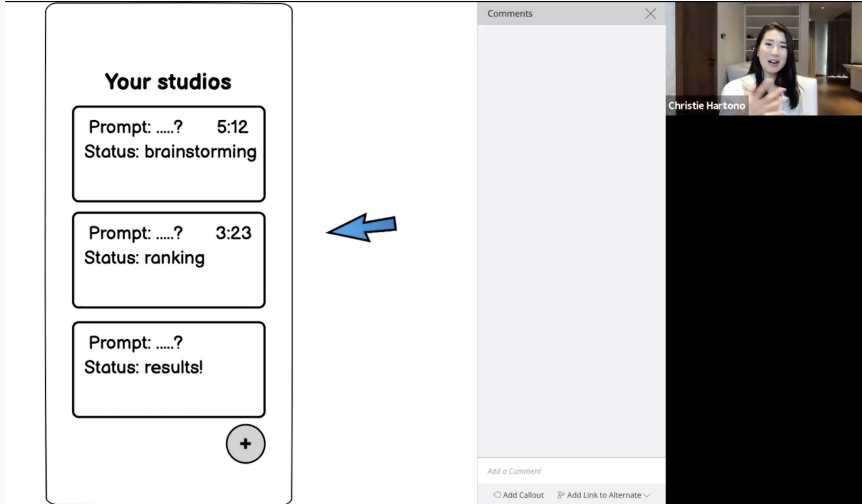 Your studios
Prompt: .....? 5:12
Status: brainstorming
Prompt: .....? 3:23
Status: ranking
Prompt: .....?
Status: results!
+
Comments
Add a Comment
Add Callout
Add Link to Alternate
Christie Hartono